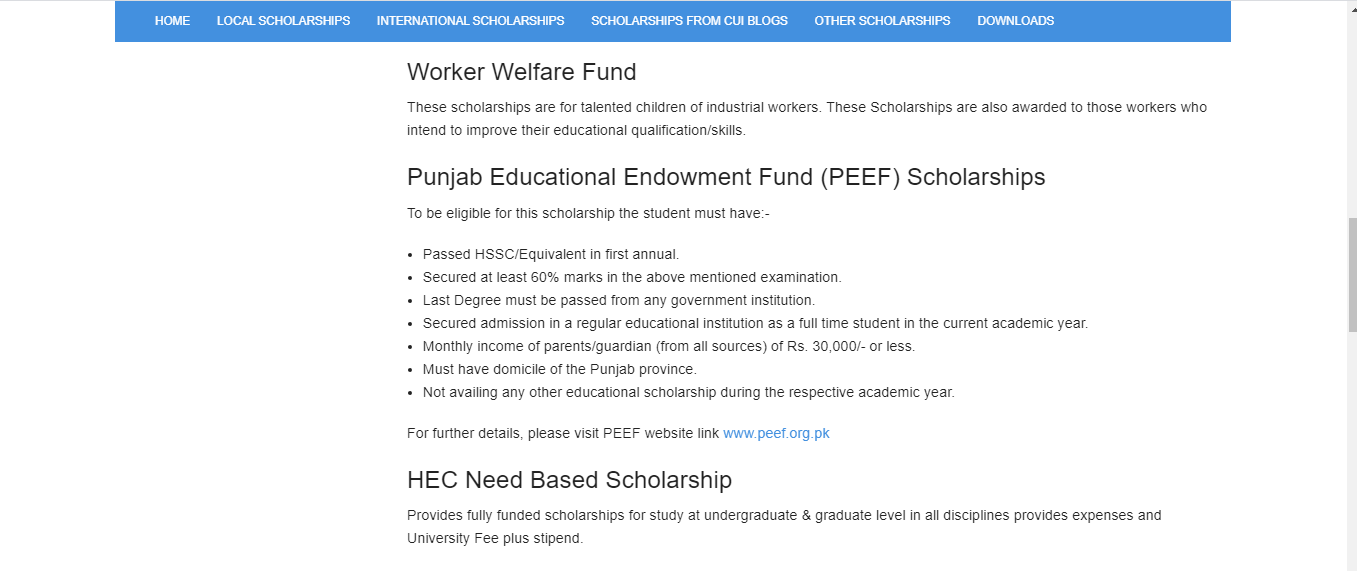 HOME LOCAL SCHOLARSHIPS INTERNATIONAL SCHOLARSHIPS SCHOLARSHIPS FROM CUI BLOGS OTHER SCHOLARSHIPS DOWNLOADS
Worker Welfare Fund
These scholarships are for talented children of industrial workers. These Scholarships are also awarded to those workers who
intend to improve their educational qualification/skills.
Punjab Educational Endowment Fund (PEEF) Scholarships
To be eligible for this scholarship the student must have:-
• Passed HSSC/Equivalent in first annual.
• Secured at least 60% marks in the above mentioned examination.
• Last Degree must be passed from any government institution.
• Secured admission in a regular educational institution as a full time student in the current academic year.
• Monthly income of parents/guardian (from all sources) of Rs. 30,000/- or less.
• Must have domicile of the Punjab province.
• Not availing any other educational scholarship during the respective academic year.
For further details, please visit PEEF website link www.peef.org.pk
HEC Need Based Scholarship
Provides fully funded scholarships for study at undergraduate & graduate level in all disciplines provides expenses and
University Fee plus stipend.